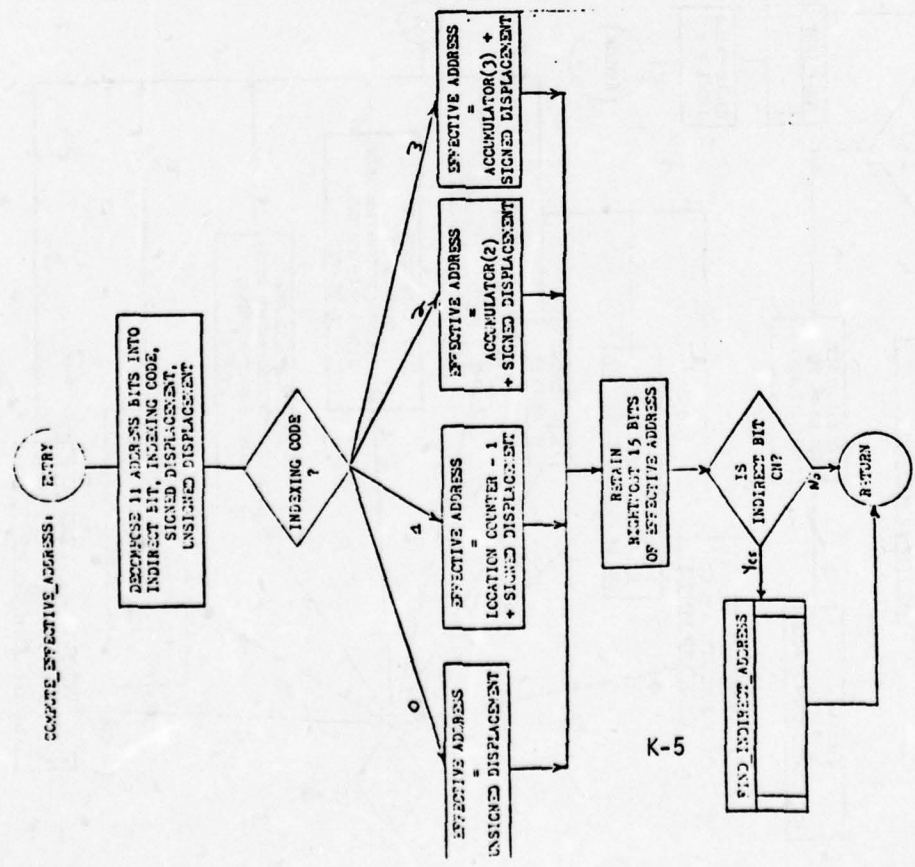 COMPUTE_EFFECTIVE_ADDRESS:
ENTRY
DECOMPOSE 11 ADDRESS BITS INTO
INDIRECT BIT, INDEXING CODE,
SIGNED DISPLACEMENT,
UNSIGNED DISPLACEMENT
INDEXING CODE
?
0
1
2
3
EFFECTIVE ADDRESS
=
UNSIGNED DISPLACEMENT
EFFECTIVE ADDRESS
=
LOCATION COUNTER - 1
+ SIGNED DISPLACEMENT
EFFECTIVE ADDRESS
=
ACCUMULATOR(2)
+ SIGNED DISPLACEMENT
EFFECTIVE ADDRESS
=
ACCUMULATOR(3) +
SIGNED DISPLACEMENT
RETAIN
RIGHTMOST 15 BITS
OF EFFECTIVE ADDRESS
IS
INDIRECT BIT
ON?
Yes
No
FIND_INDIRECT_ADDRESS
RETURN
K-5